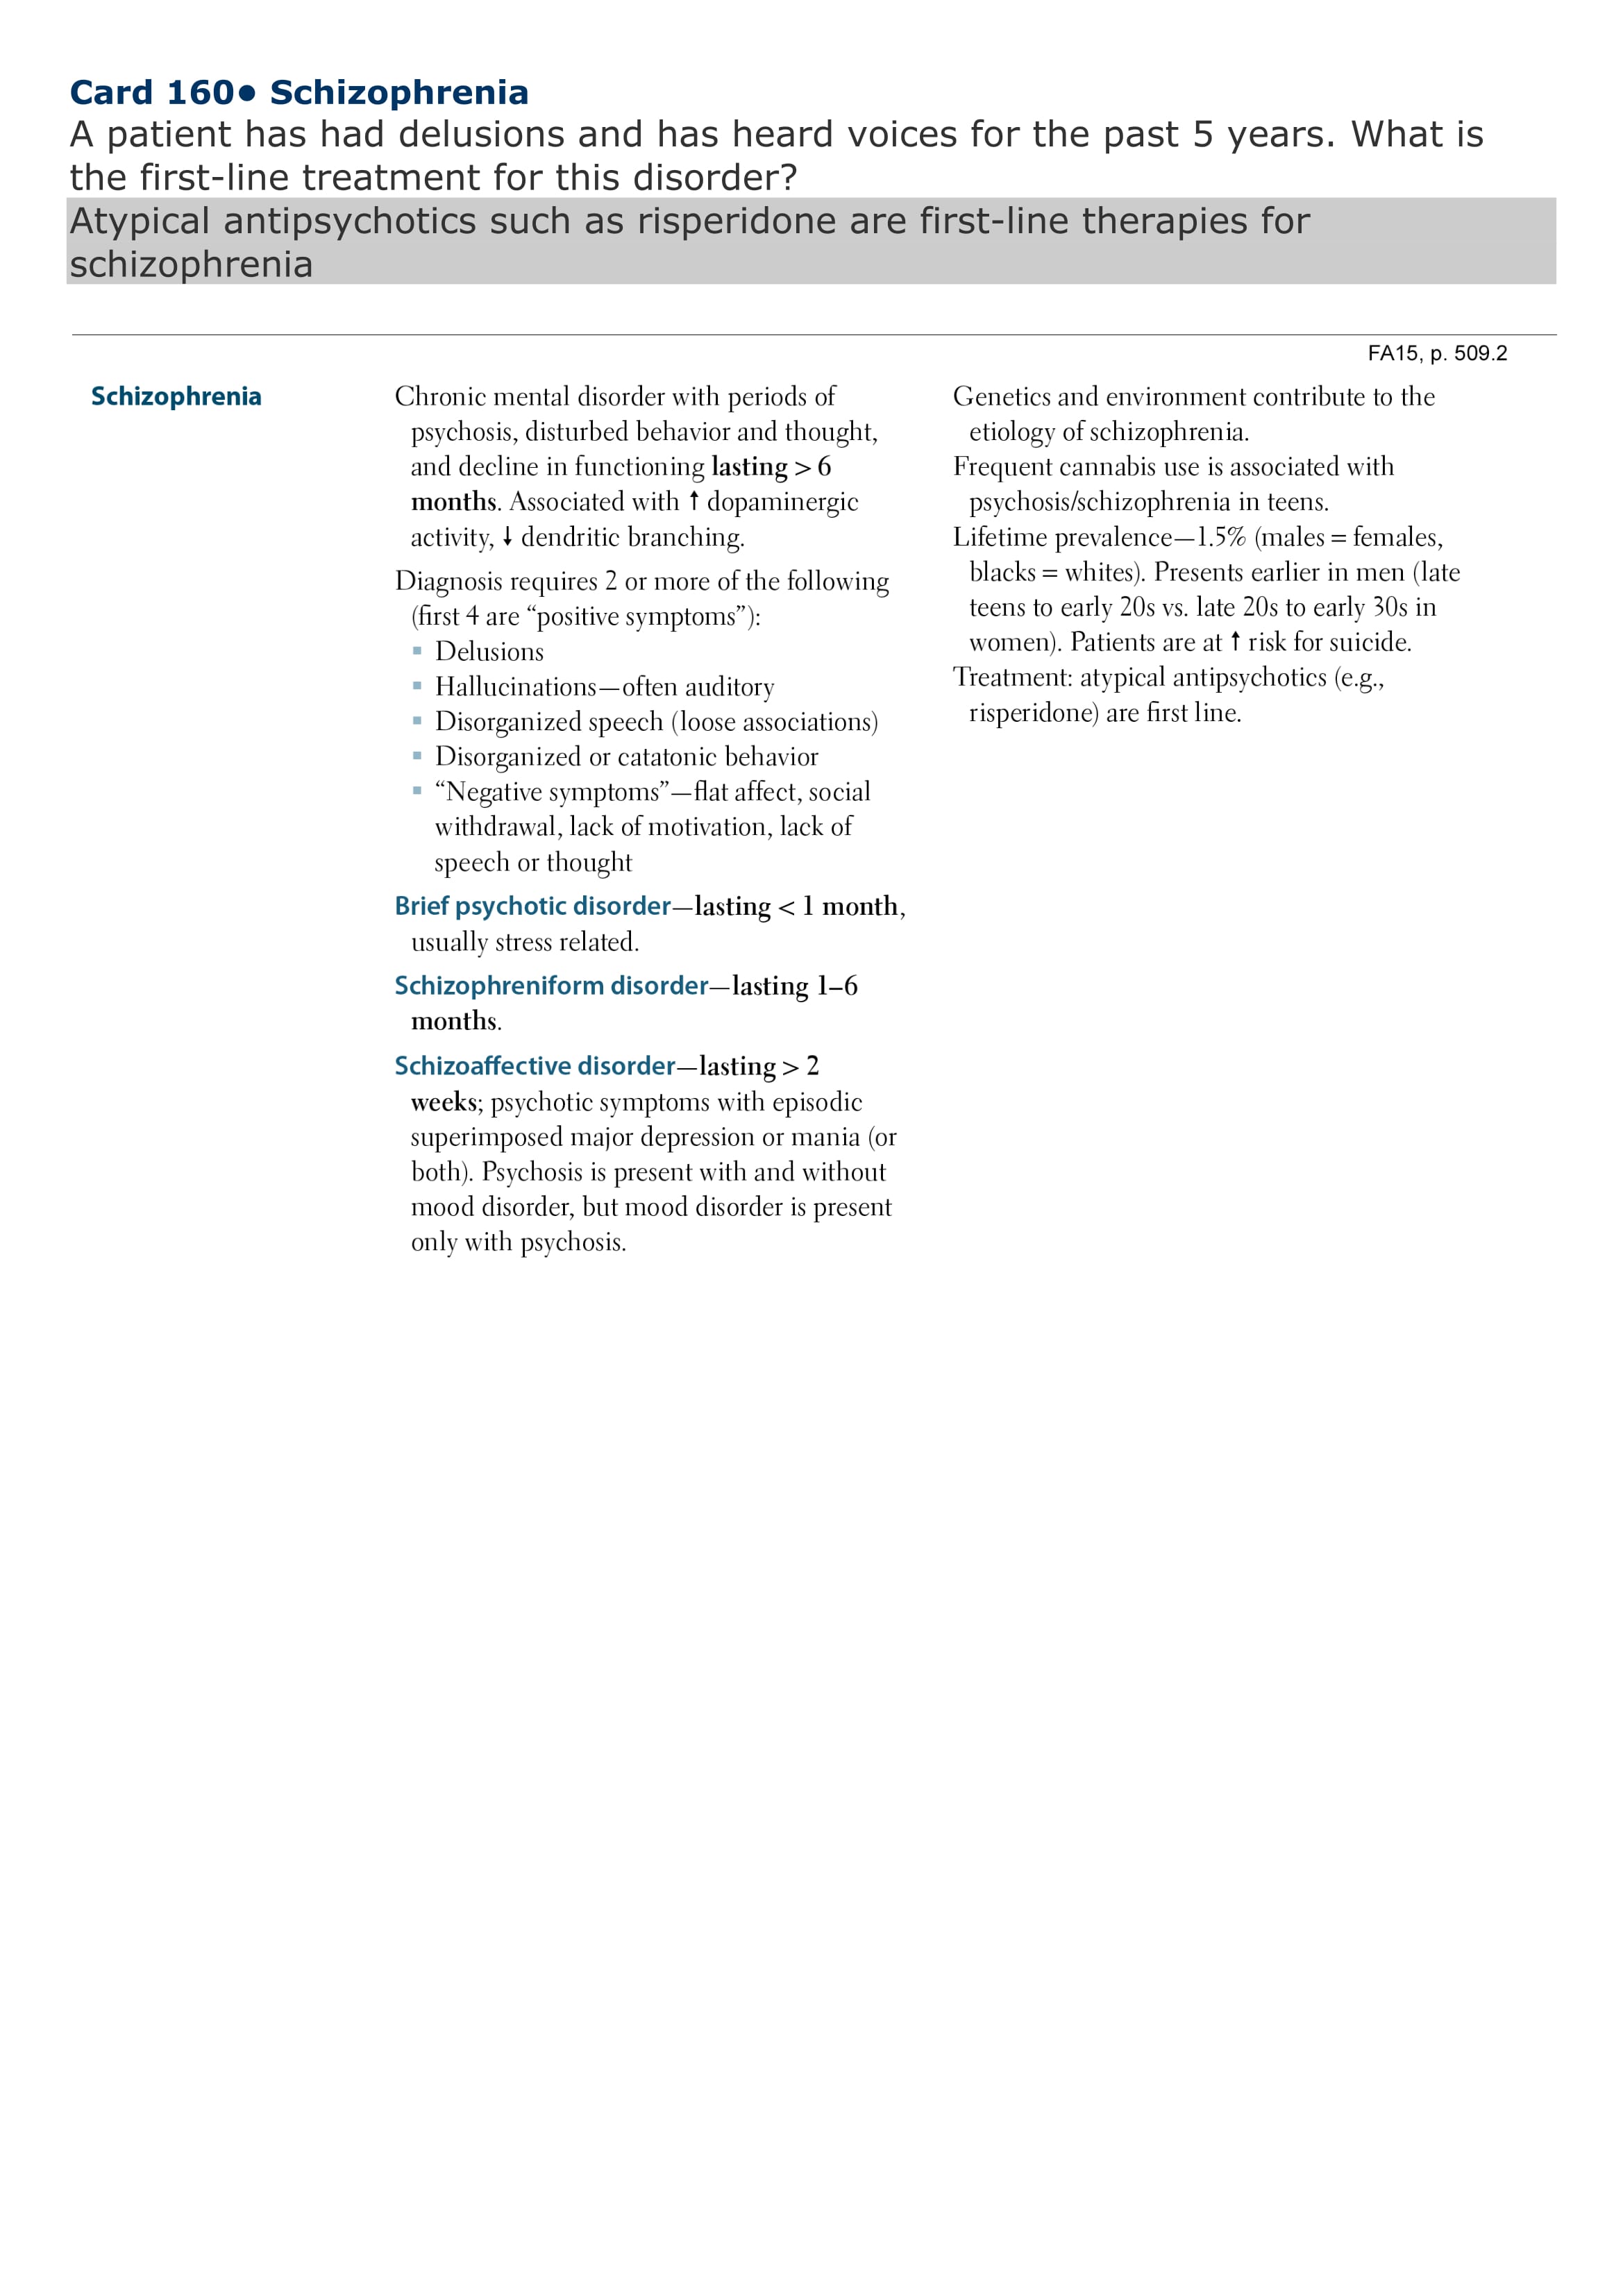 Card 160• Schizophrenia
A patient has had delusions and has heard voices for the past 5 years. What is
the first-line treatment for this disorder?
Atypical antipsychotics such as risperidone are first-line therapies for
schizophrenia
FA15, p. 509.2
Schizophrenia
Chronic mental disorder with periods of
psychosis, disturbed behavior and thought,
and decline in functioning lasting > 6
months. Associated with ↑ dopaminergic
activity, ↓ dendritic branching.
Diagnosis requires 2 or more of the following
(first 4 are “positive symptoms”):
▪ Delusions
▪ Hallucinations—often auditory
▪ Disorganized speech (loose associations)
▪ Disorganized or catatonic behavior
▪ “Negative symptoms”—flat affect, social
withdrawal, lack of motivation, lack of
speech or thought
Brief psychotic disorder—lasting < 1 month,
usually stress related.
Schizophreniform disorder—lasting 1–6
months.
Schizoaffective disorder—lasting > 2
weeks; psychotic symptoms with episodic
superimposed major depression or mania (or
both). Psychosis is present with and without
mood disorder, but mood disorder is present
only with psychosis.
Genetics and environment contribute to the
etiology of schizophrenia.
Frequent cannabis use is associated with
psychosis/schizophrenia in teens.
Lifetime prevalence—1.5% (males = females,
blacks = whites). Presents earlier in men (late
teens to early 20s vs. late 20s to early 30s in
women). Patients are at ↑ risk for suicide.
Treatment: atypical antipsychotics (e.g.,
risperidone) are first line.